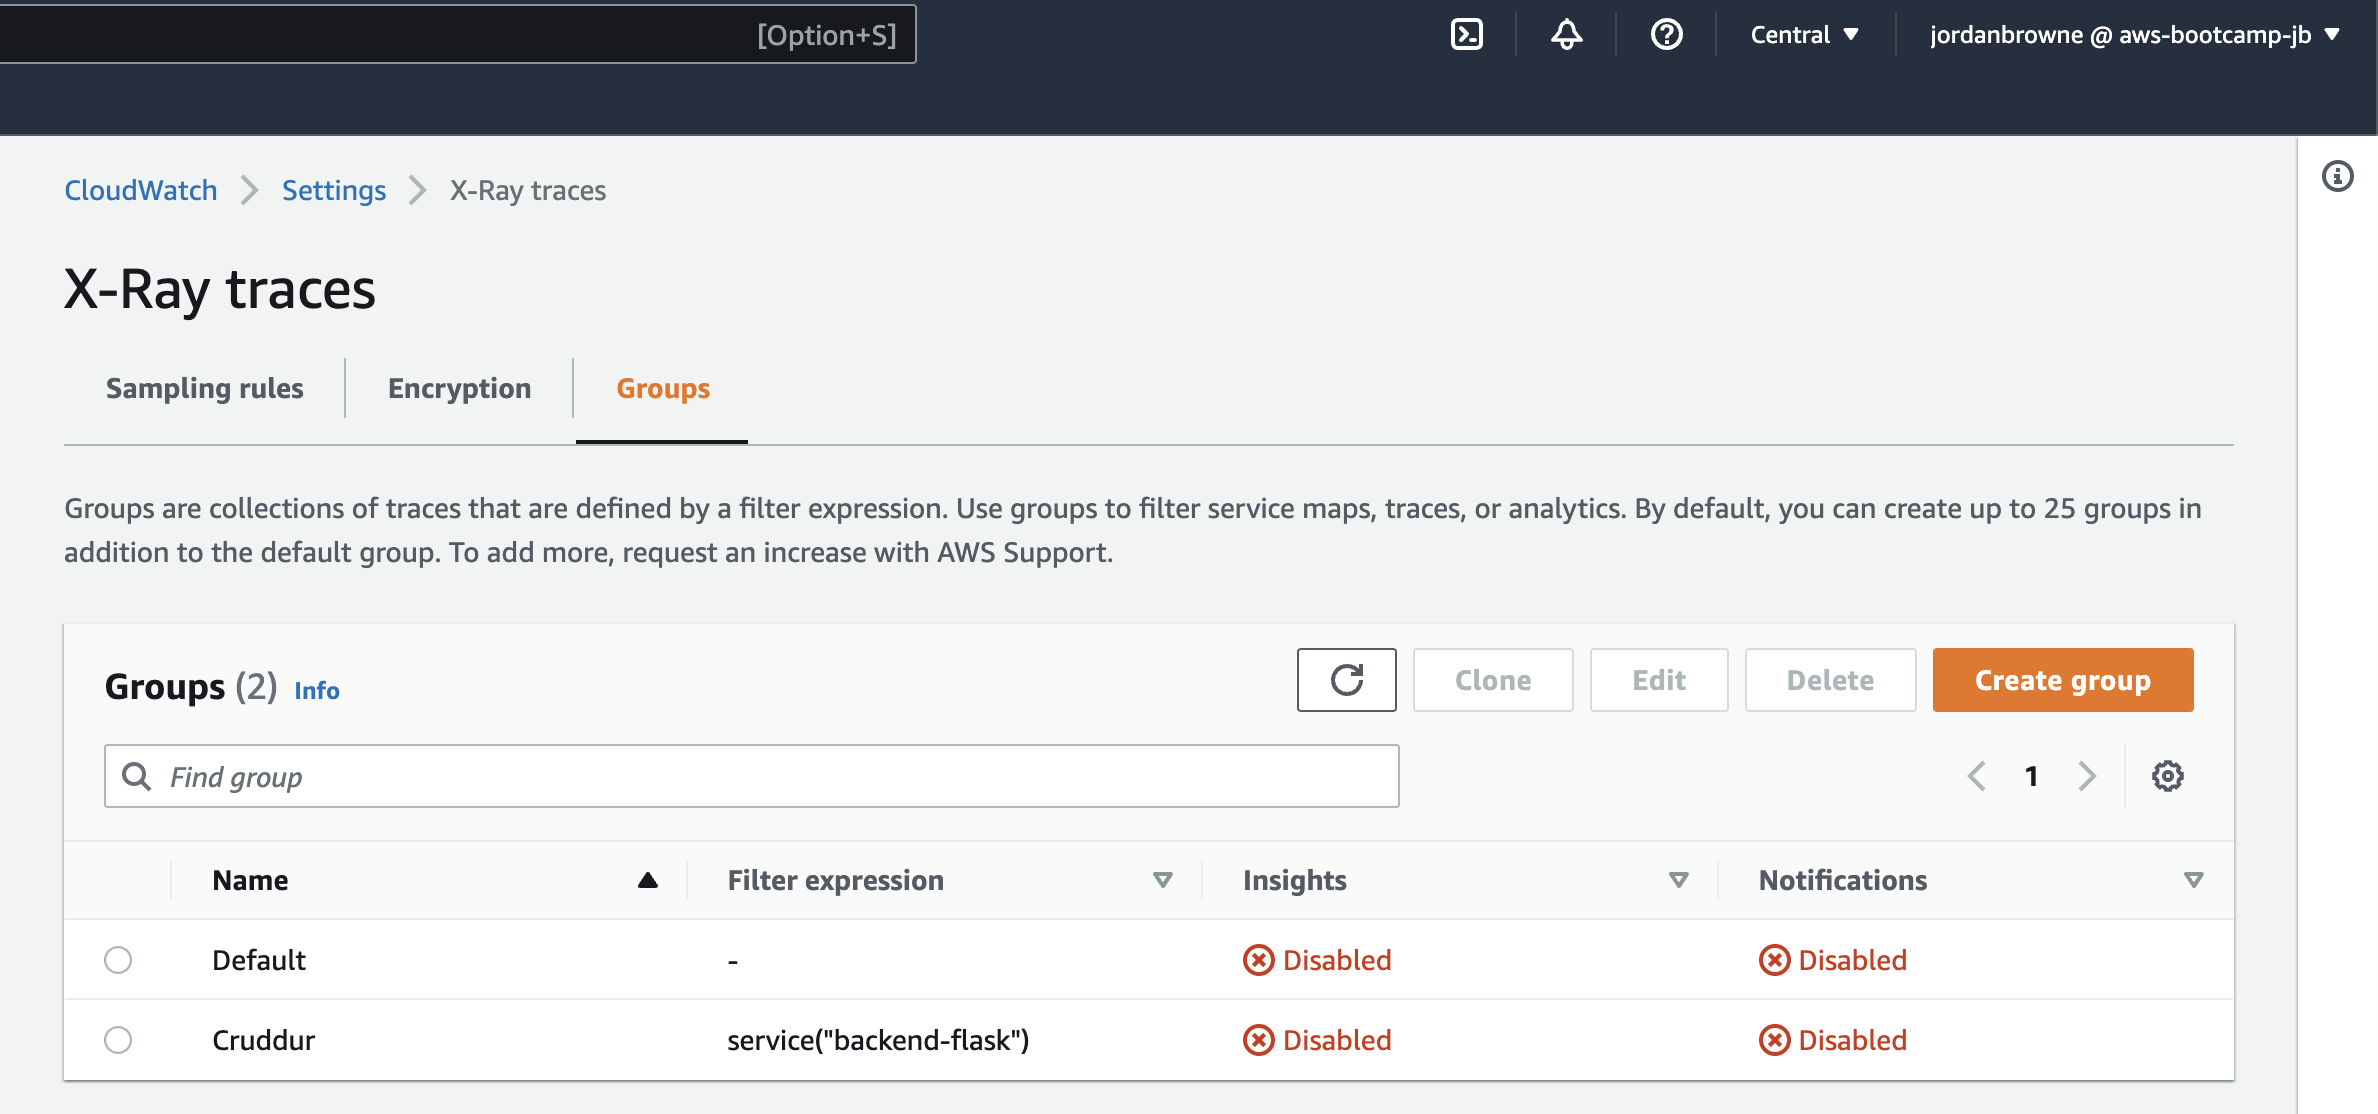 [Option+S]
Central
jordanbrowne @ aws-bootcamp-jb
CloudWatch
Settings
X-Ray traces
X-Ray traces
Sampling rules
Encryption
Groups
Groups are collections of traces that are defined by a filter expression. Use groups to filter service maps, traces, or analytics. By default, you can create up to 25 groups in
addition to the default group. To add more, request an increase with AWS Support.
Groups (2) Info
Clone
Edit
Delete
Create group
Find group
1
Name
Filter expression
Insights
Notifications
Default
-
Disabled
Disabled
Cruddur
service("backend-flask")
Disabled
Disabled